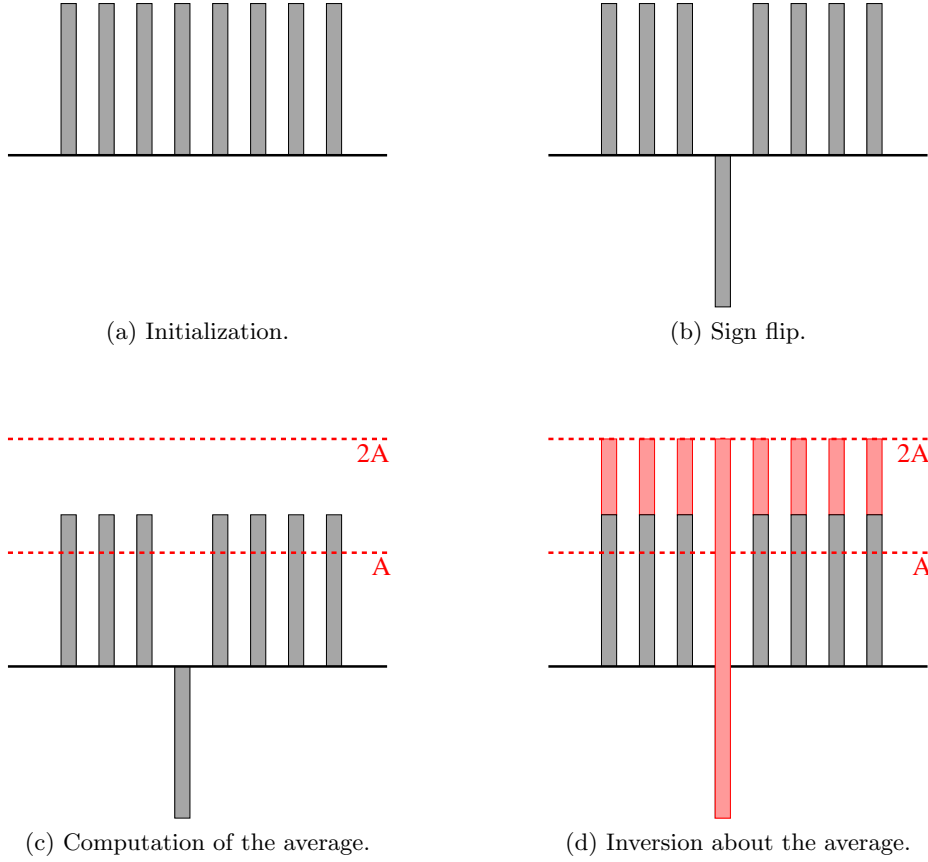 (a) Initialization.
(b) Sign flip.
2A
A
(c) Computation of the average.
2A
A
(d) Inversion about the average.